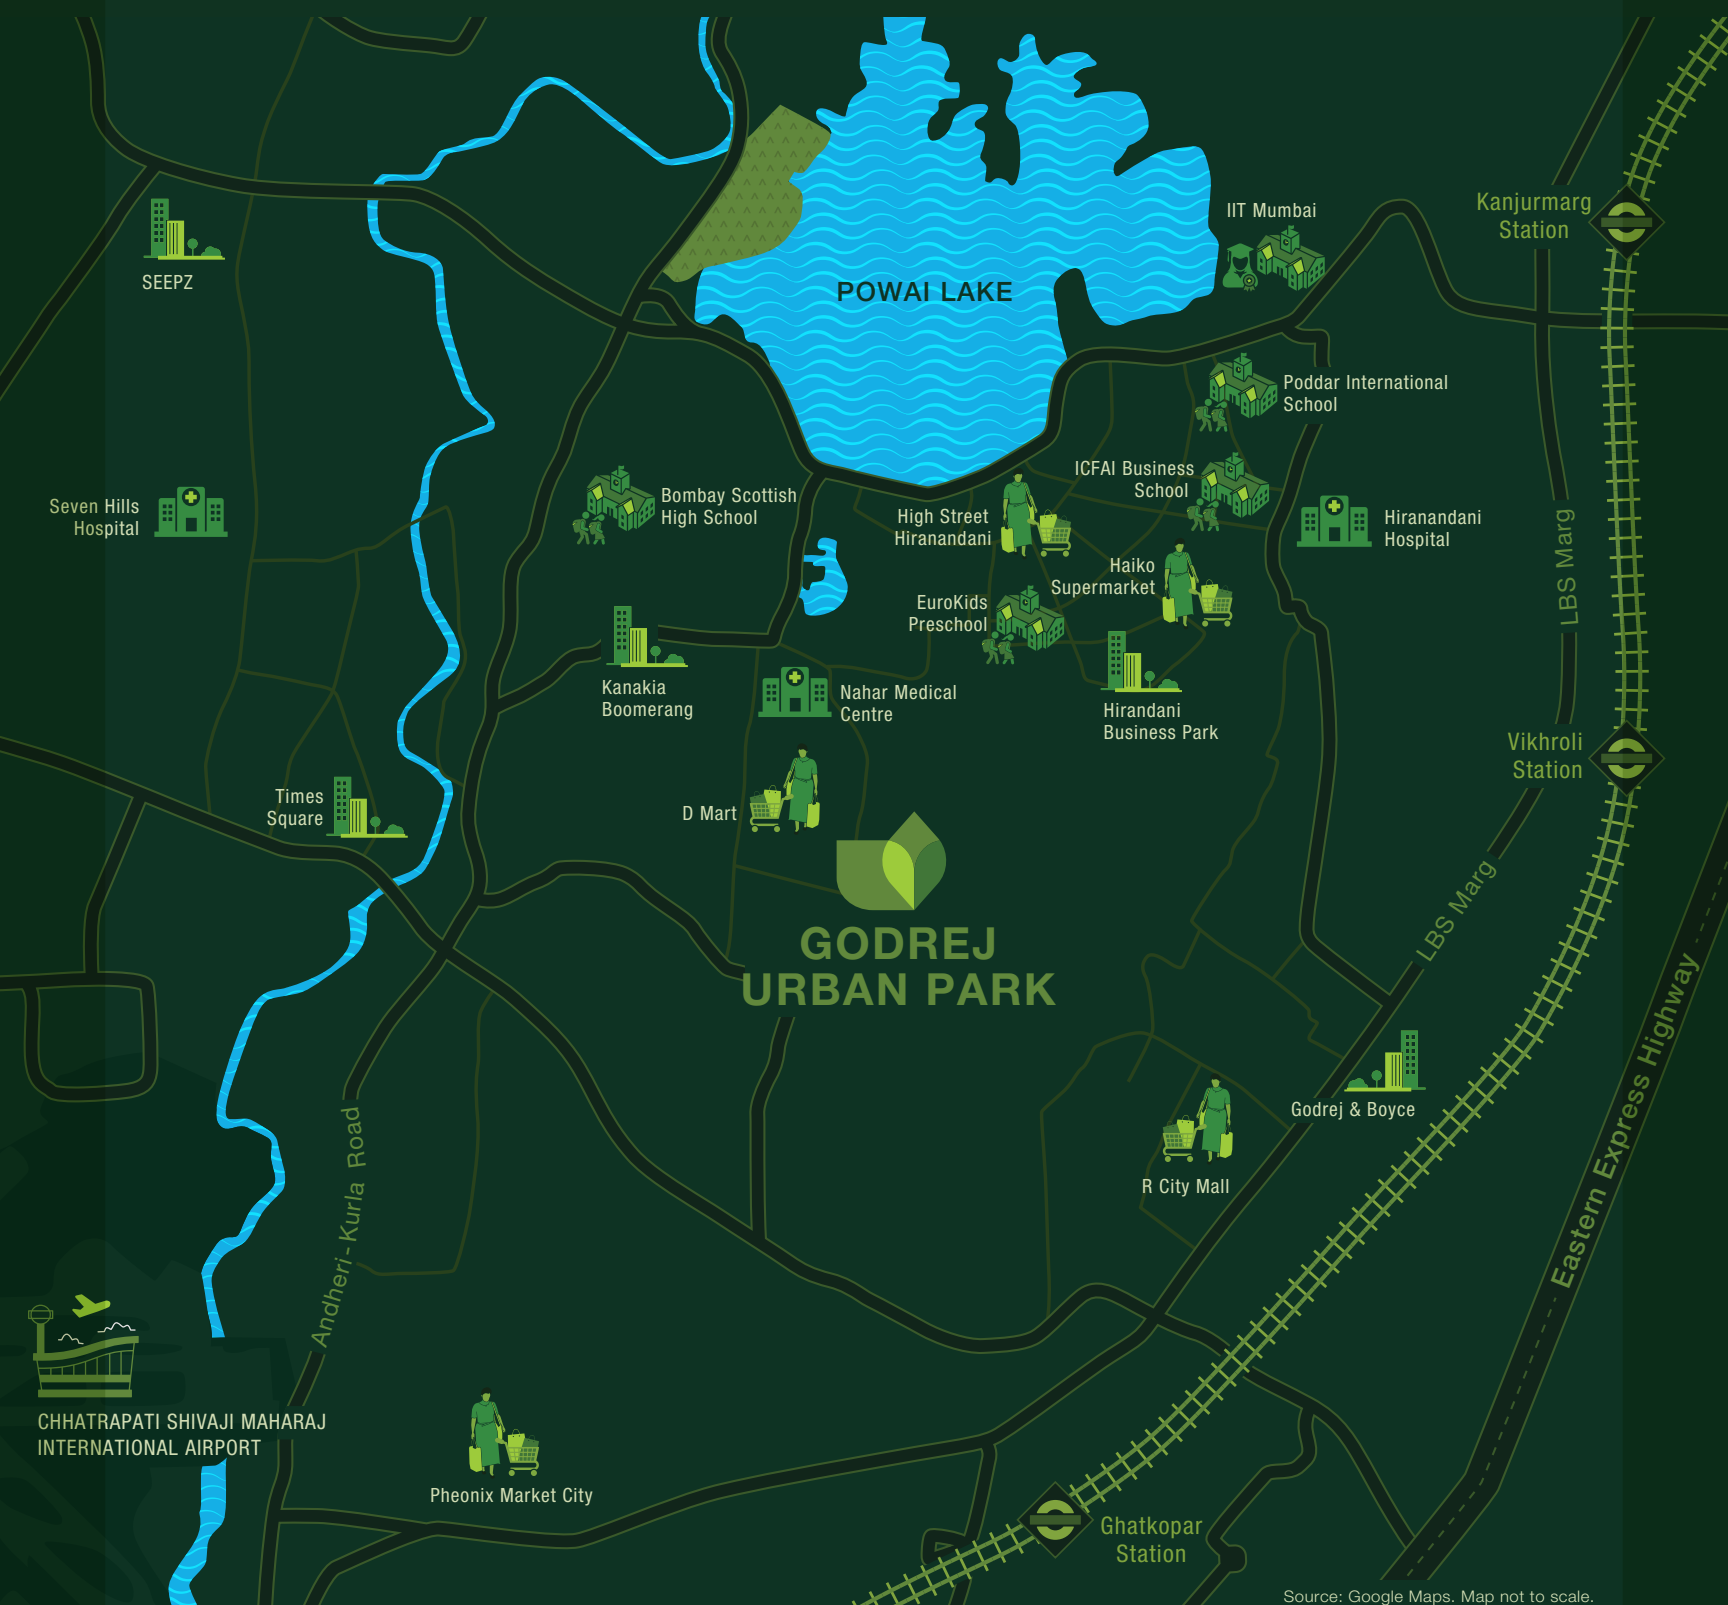 IIT Mumbai
Kanjurmarg
Station
SEEPZ
POWAI LAKE
Poddar International
School
ICFAI Business
School
Seven Hills
Hospital
Bombay Scottish
High School
High Street
Hiranandani
Hiranandani
Hospital
LBS Marg
Haiko
Supermarket
EuroKids
Preschool
Kanakia
Boomerang
Nahar Medical
Centre
Hirandani
Business Park
Vikhroli
Station
Times
Square
D Mart
LBS Marg
GODREJ
URBAN PARK
Eastern Express Highway
Godrej & Boyce
Andheri-Kurla Road
R City Mall
CHHATRAPATI SHIVAJI MAHARAJ
INTERNATIONAL AIRPORT
Pheonix Market City
Ghatkopar
Station
Source: Google Maps. Map not to scale.